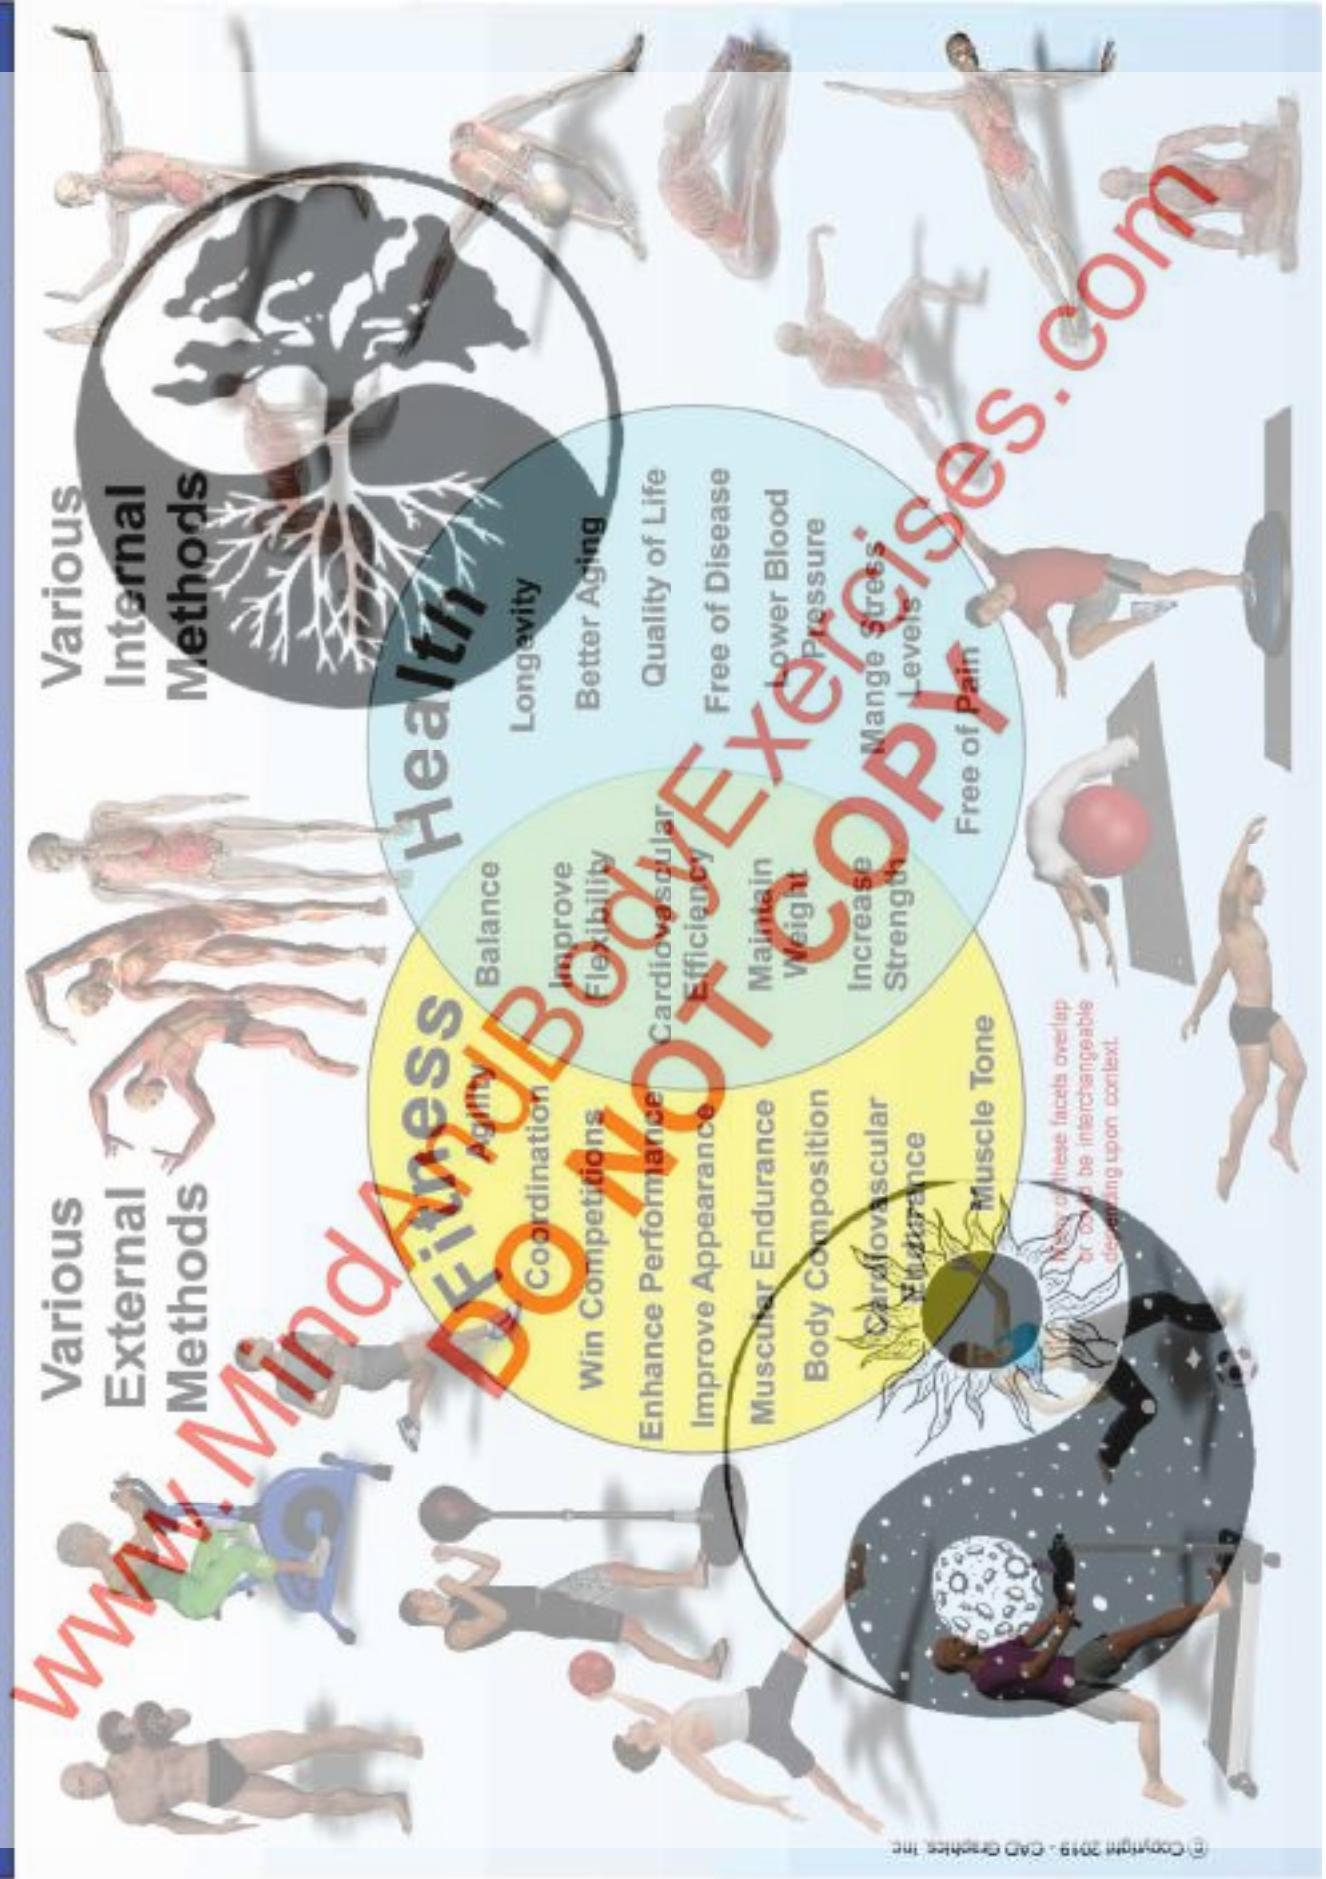 Various
External
Methods
Various
Internal
Methods
Fitness
Agility
Coordination
Win Competitions
Enhance Performance
Improve Appearance
Muscular Endurance
Body Composition
Cardiovascular
Endurance
Muscle Tone
Balance
Improve
Flexibility
Cardiovascular
Efficiency
Maintain
Weight
Increase
Strength
Health
Longevity
Better Aging
Quality of Life
Free of Disease
Lower Blood
Pressure
Mange Stress
Levels
Free of Pain
these facets overlap
or could be interchangeable
depending upon context.
www.MindAndBodyExercises.com
DO NOT COPY
© Copyright 2019 - CAD Graphics, Inc.